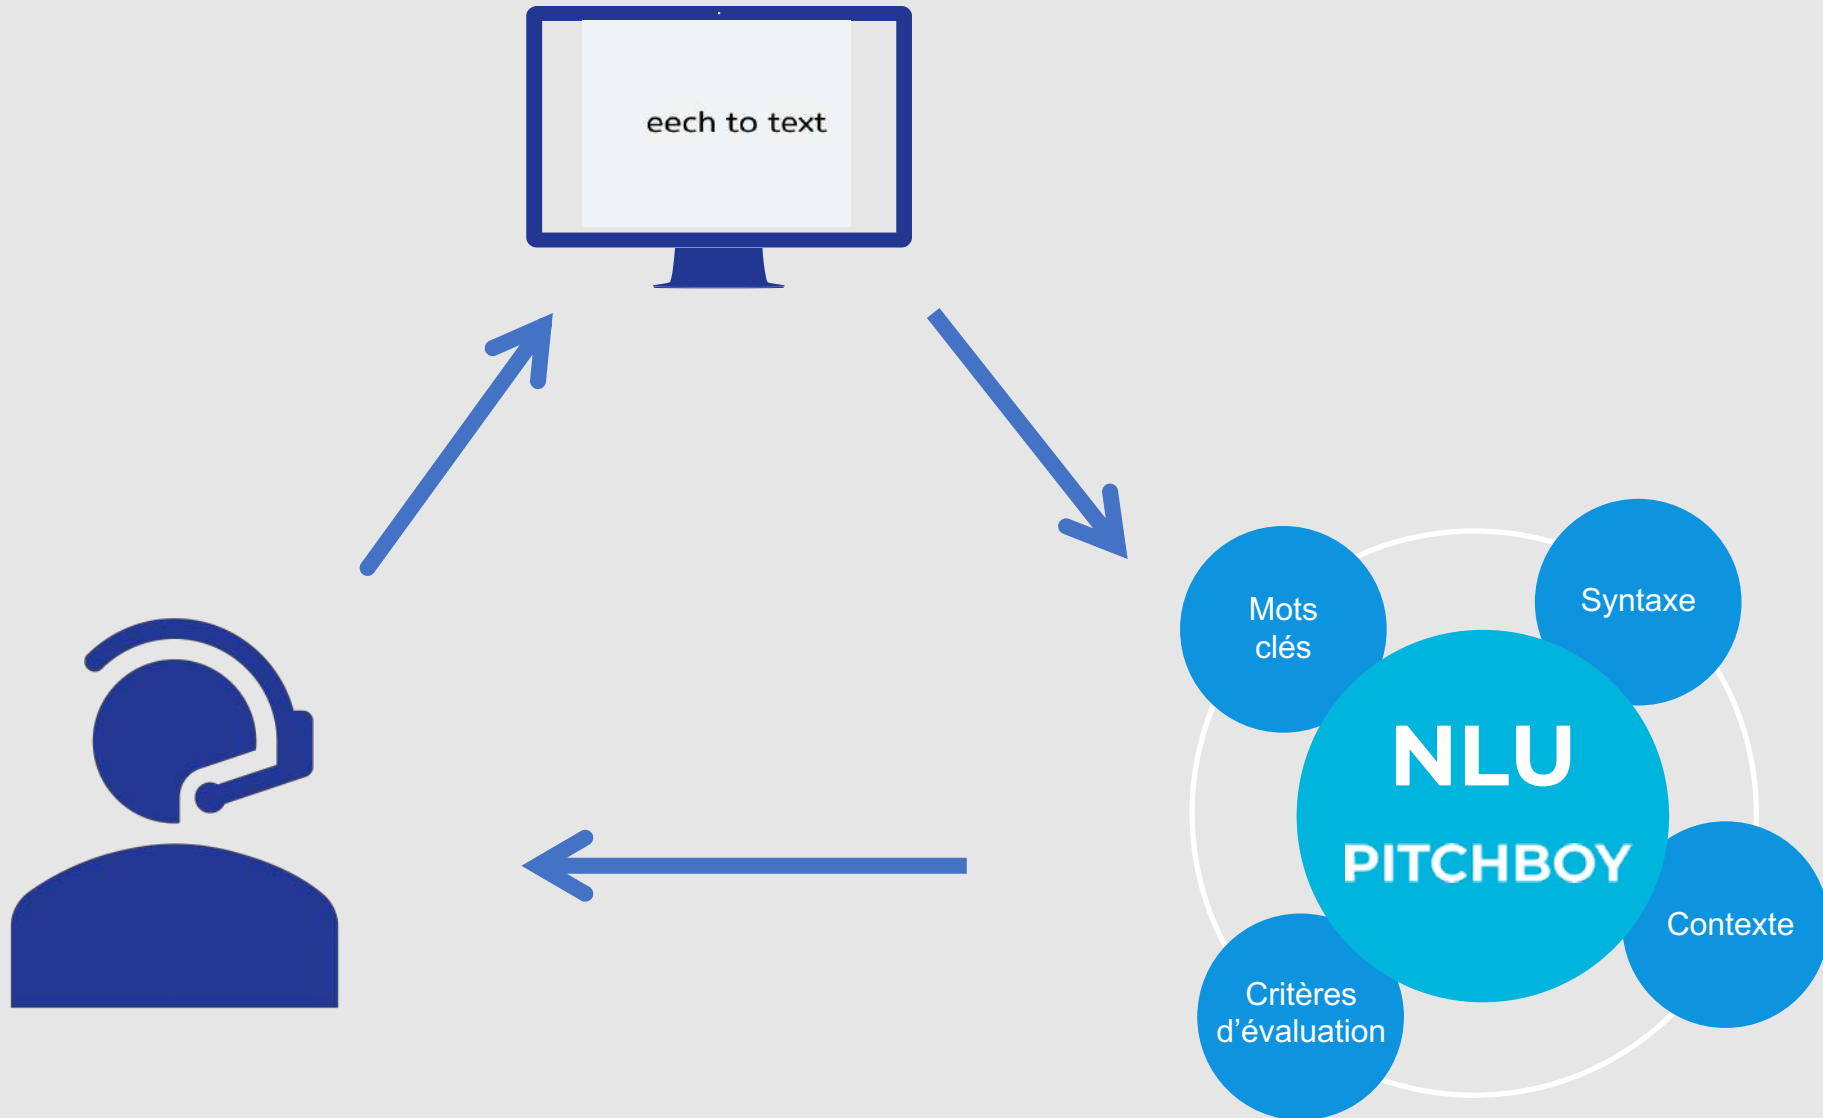 eech to text
Mots
clés
Syntaxe
NLU
PITCHBOY
Contexte
Critères
d’évaluation